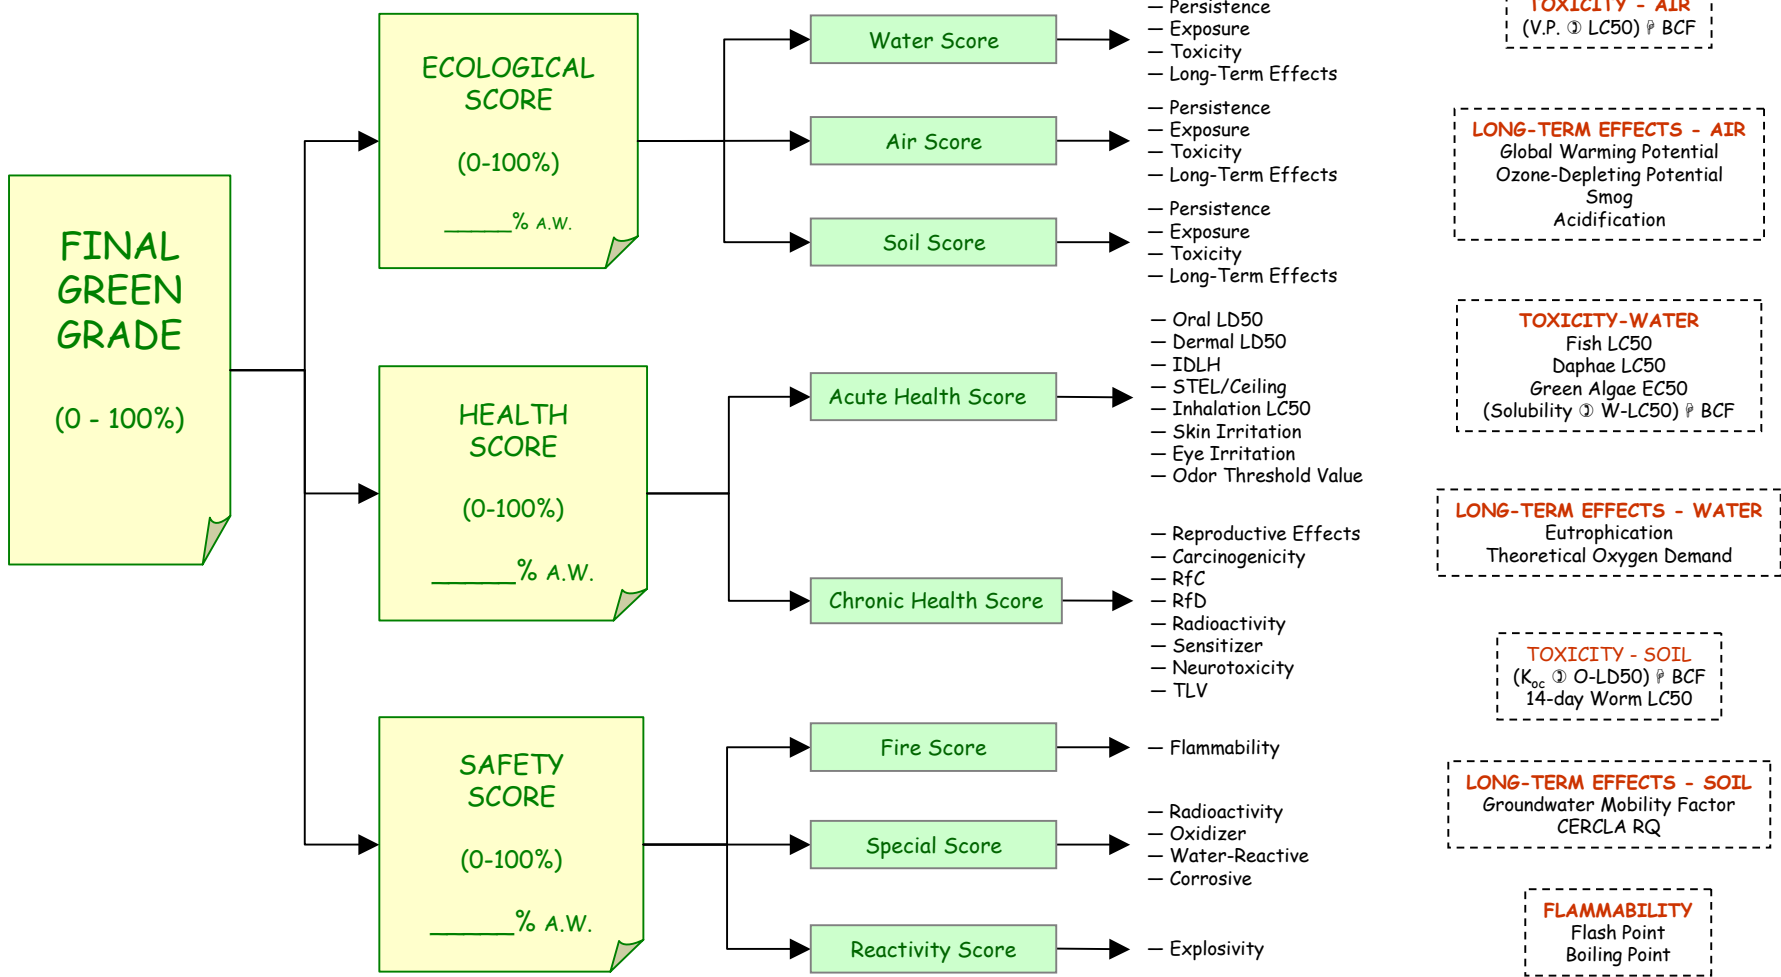 FINAL
GREEN
GRADE
(0 - 100%)
ECOLOGICAL
SCORE
(0-100%)
_____% A.W.
HEALTH
SCORE
(0-100%)
_____% A.W.
SAFETY
SCORE
(0-100%)
_____% A.W.
Water Score
— Persistence
— Exposure
— Toxicity
— Long-Term Effects
Air Score
— Persistence
— Exposure
— Toxicity
— Long-Term Effects
Soil Score
— Persistence
— Exposure
— Toxicity
— Long-Term Effects
Acute Health Score
— Oral LD50
— Dermal LD50
— IDLH
— STEL/Ceiling
— Inhalation LC50
— Skin Irritation
— Eye Irritation
— Odor Threshold Value
Chronic Health Score
— Reproductive Effects
— Carcinogenicity
— RfC
— RfD
— Radioactivity
— Sensitizer
— Neurotoxicity
— TLV
Fire Score
— Flammability
Special Score
— Radioactivity
— Oxidizer
— Water-Reactive
— Corrosive
Reactivity Score
— Explosivity
TOXICITY - AIR
(V.P. LC50) BCF
LONG-TERM EFFECTS - AIR
Global Warming Potential
Ozone-Depleting Potential
Smog
Acidification
TOXICITY-WATER
Fish LC50
Daphae LC50
Green Algae EC50
(Solubility W-LC50) BCF
LONG-TERM EFFECTS - WATER
Eutrophication
Theoretical Oxygen Demand
TOXICITY - SOIL
(Koc O-LD50) BCF
14-day Worm LC50
LONG-TERM EFFECTS - SOIL
Groundwater Mobility Factor
CERCLA RQ
FLAMMABILITY
Flash Point
Boiling Point